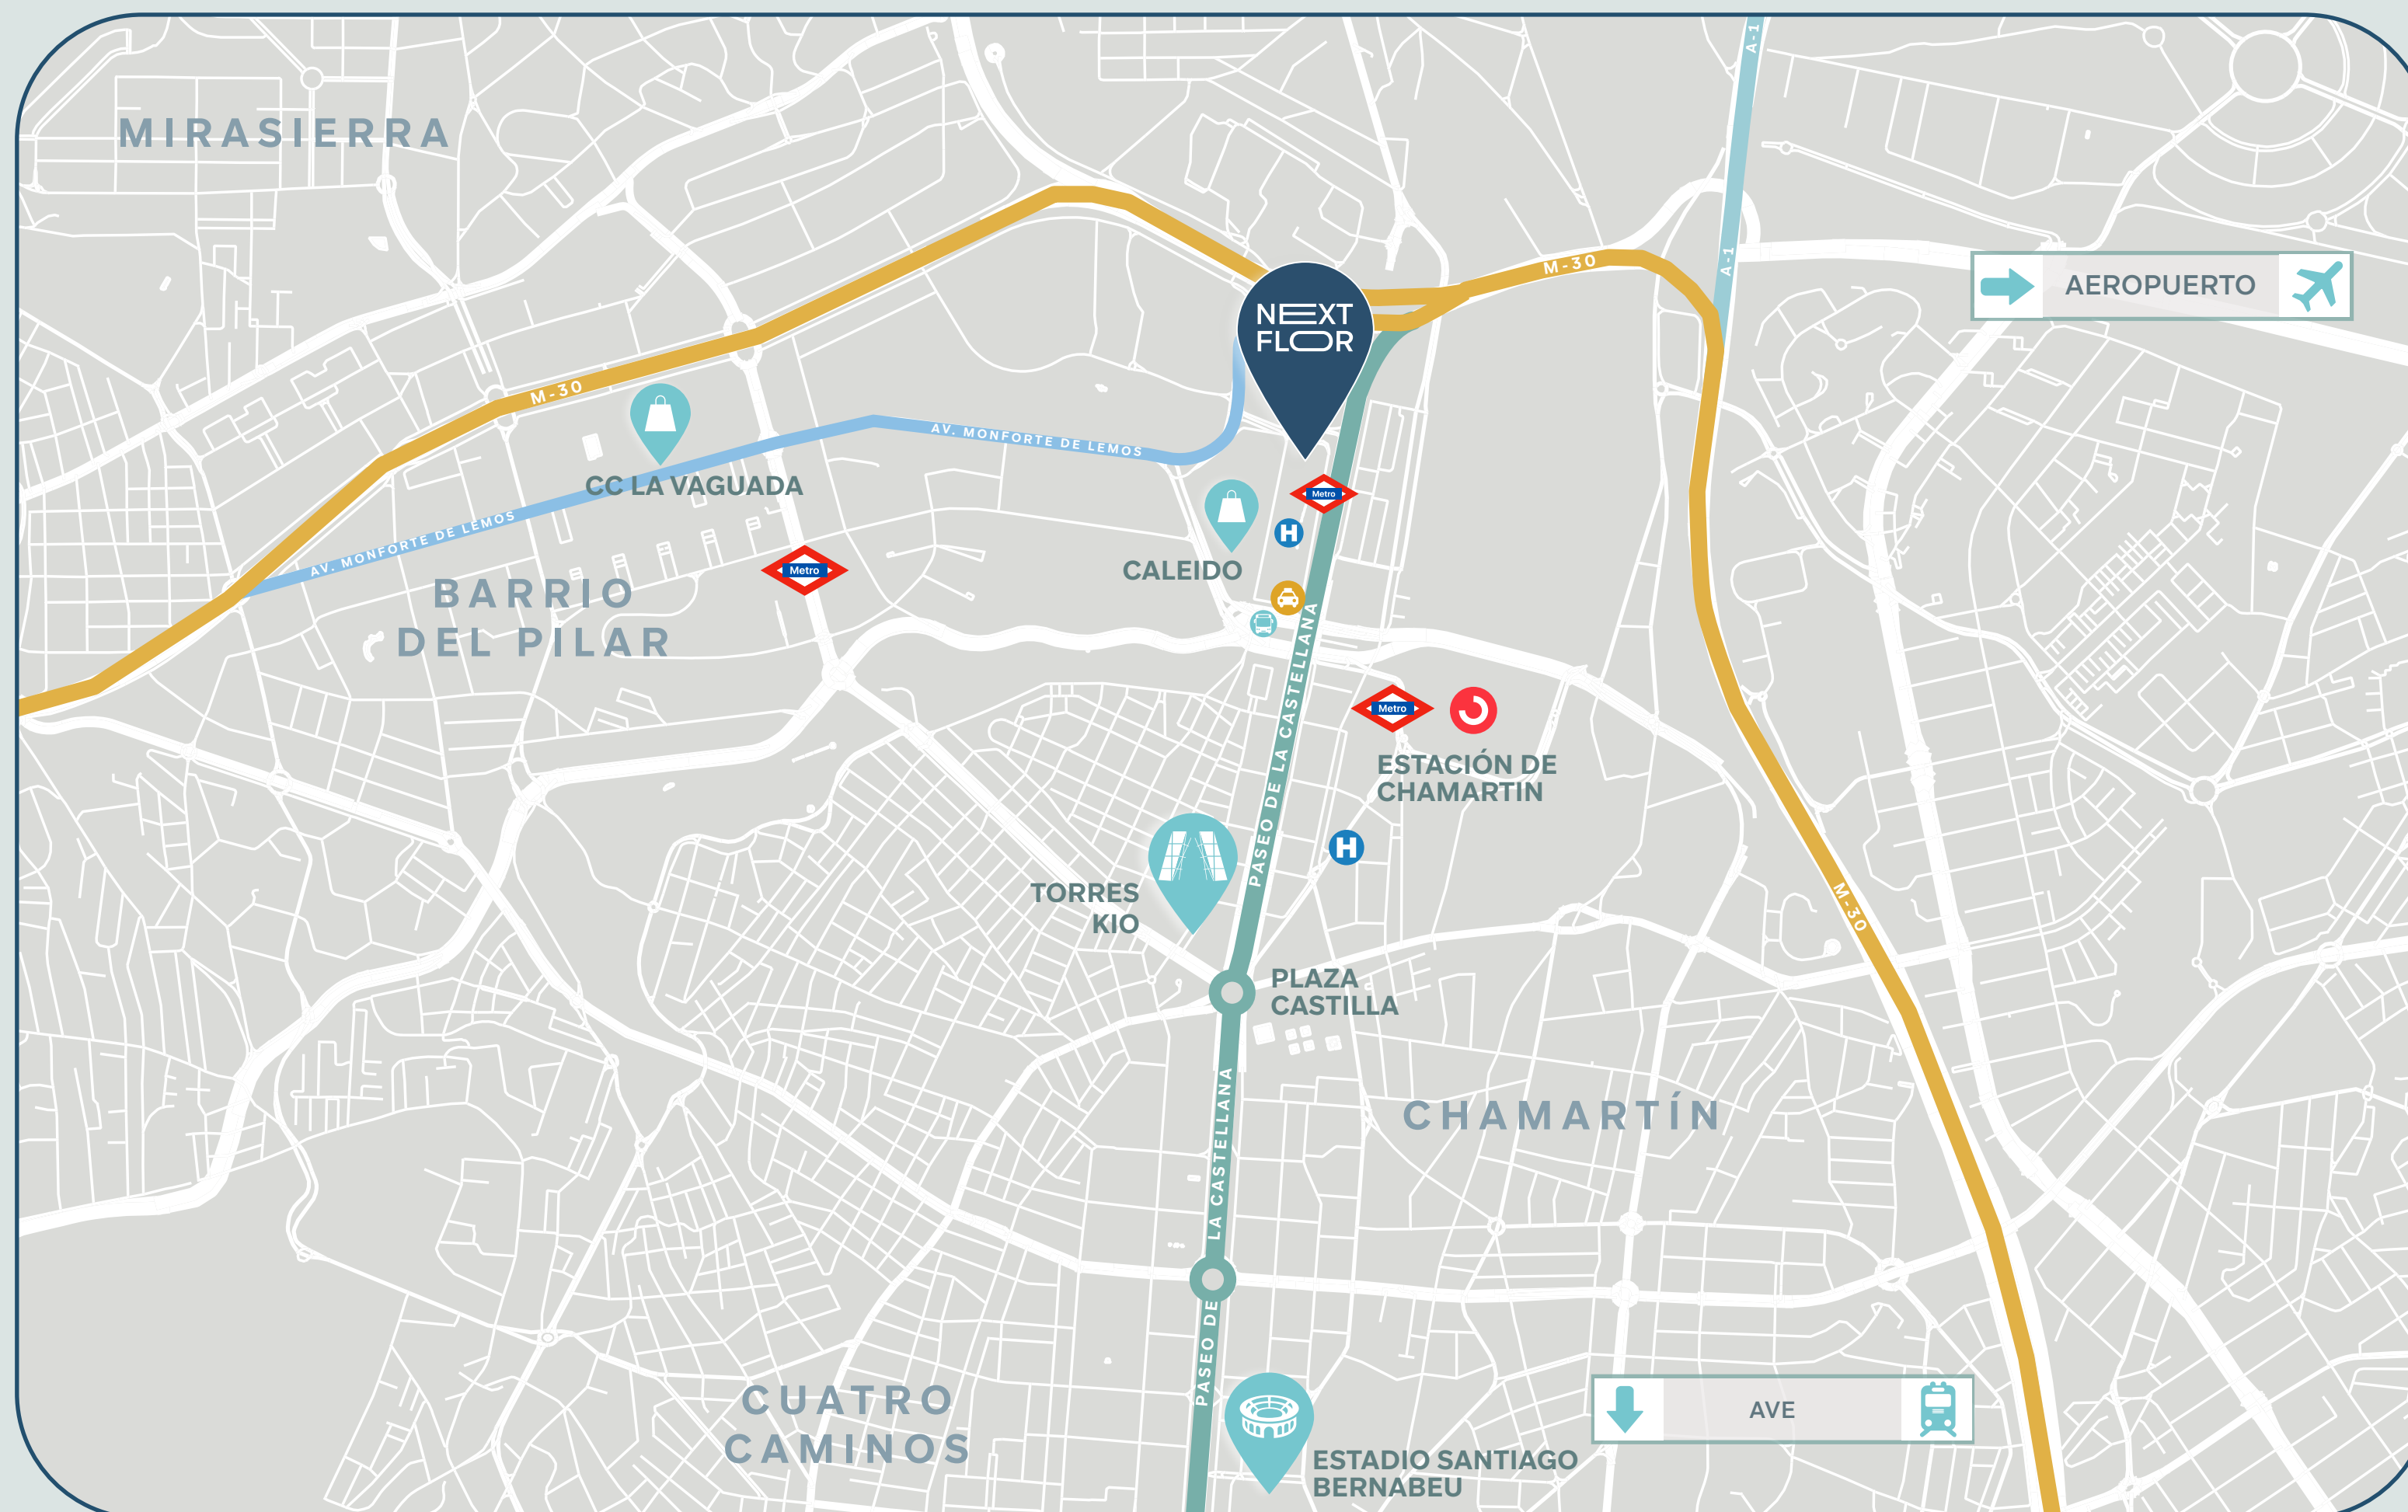 A-1
MIRASIERRA
A-1
M-30
AEROPUERTO
NEXT
FLOR
M-30
AV. MONFORTE DE LEMOS
CC LA VAGUADA
Metro
AV. MONFORTE DE LEMOS
CALEIDO
H
Metro
BARRIO
DEL PILAR
PASEO DE LA CASTELLANA
Metro
ESTACIÓN DE
CHAMARTIN
H
TORRES
KIO
M-30
PLAZA
CASTILLA
LA CASTELLANA
CHAMARTÍN
PASEO DE
CUATRO
CAMINOS
AVE
ESTADIO SANTIAGO
BERNABEU